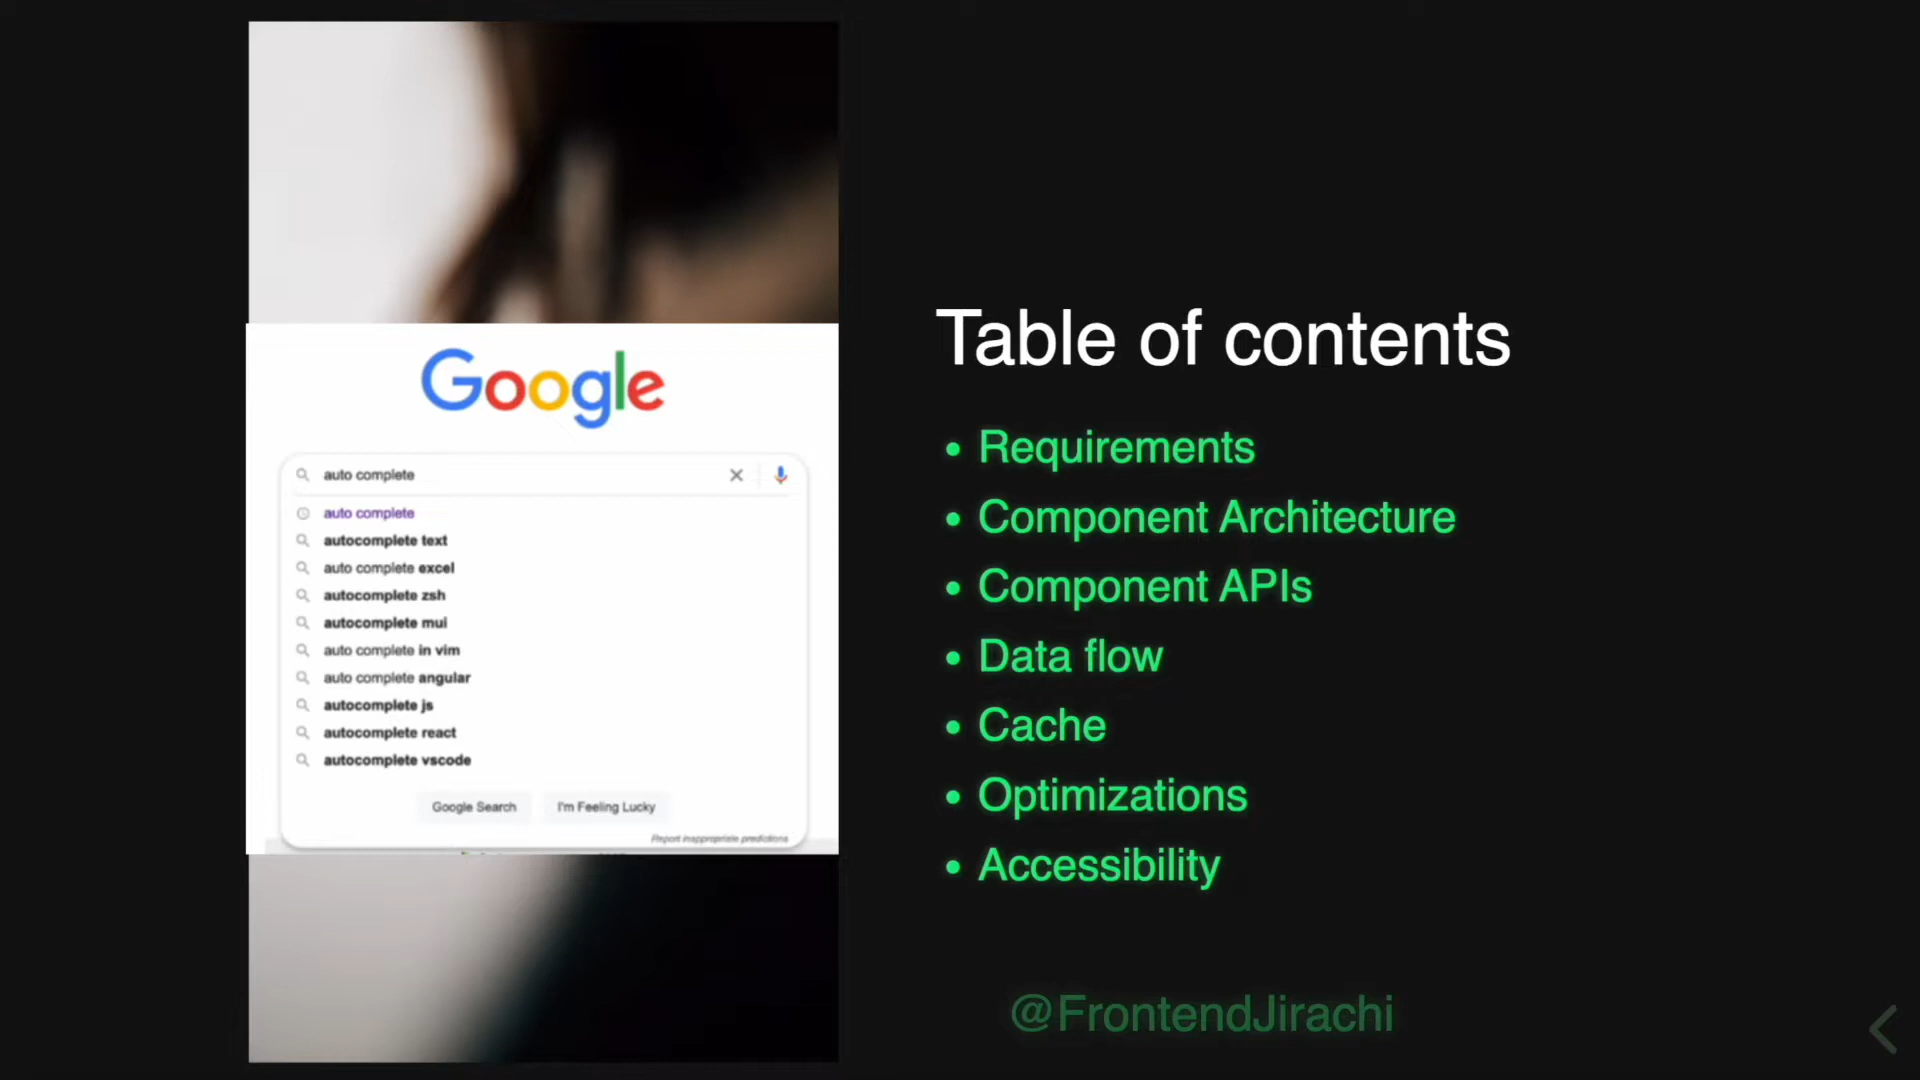 Google
auto complete
auto complete
autocomplete text
auto complete excel
autocomplete zsh
autocomplete mui
auto complete in vim
auto complete angular
autocomplete js
autocomplete react
autocomplete vscode
Google Search I'm Feeling Lucky
Report inappropriate predictions
Table of contents
• Requirements
• Component Architecture
• Component APIs
• Data flow
• Cache
• Optimizations
• Accessibility
@FrontendJirachi